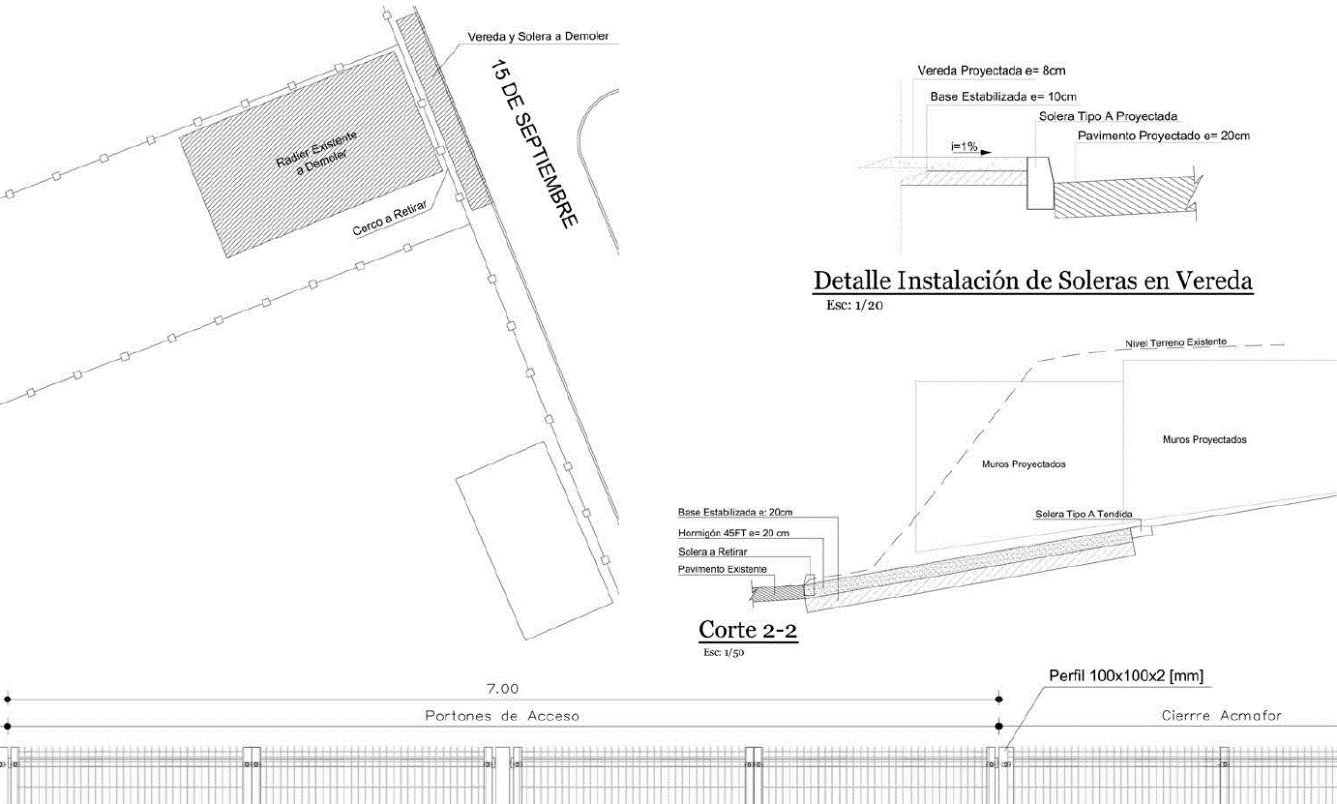 Vereda y Solera a Demoler
15 DE SEPTIEMBRE
Radier Existente
a Demoler
Cerco a Retirar
Vereda Proyectada e= 8cm
Base Estabilizada e= 10cm
Solera Tipo A Proyectada
Pavimento Proyectado e= 20cm
i=1%
Detalle Instalación de Soleras en Vereda
Esc: 1/20
Nivel Terreno Existente
Muros Proyectados
Muros Proyectados
Base Estabilizada e: 20cm
Solera Tipo A Tendida
Hormigón 45FT e= 20 cm
Solera a Retirar
Pavimento Existente
Corte 2-2
Esc: 1/50
Perfil 100x100x2 [mm]
7.00
Portones de Acceso
Cierrre Acmafor